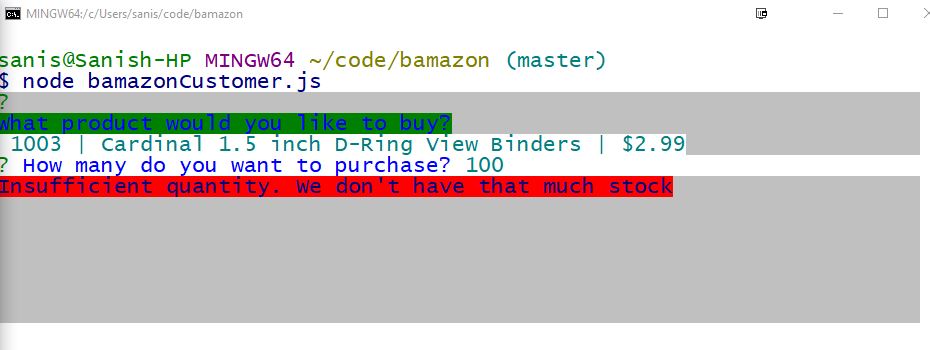 MINGW64:/c/Users/sanis/code/bamazon
sanis@Sanish-HP MINGW64 ~/code/bamazon (master)
$ node bamazonCustomer.js
?
What product would you like to buy?
1003 | Cardinal 1.5 inch D-Ring View Binders | $2.99
? How many do you want to purchase? 100
Insufficient quantity. We don't have that much stock